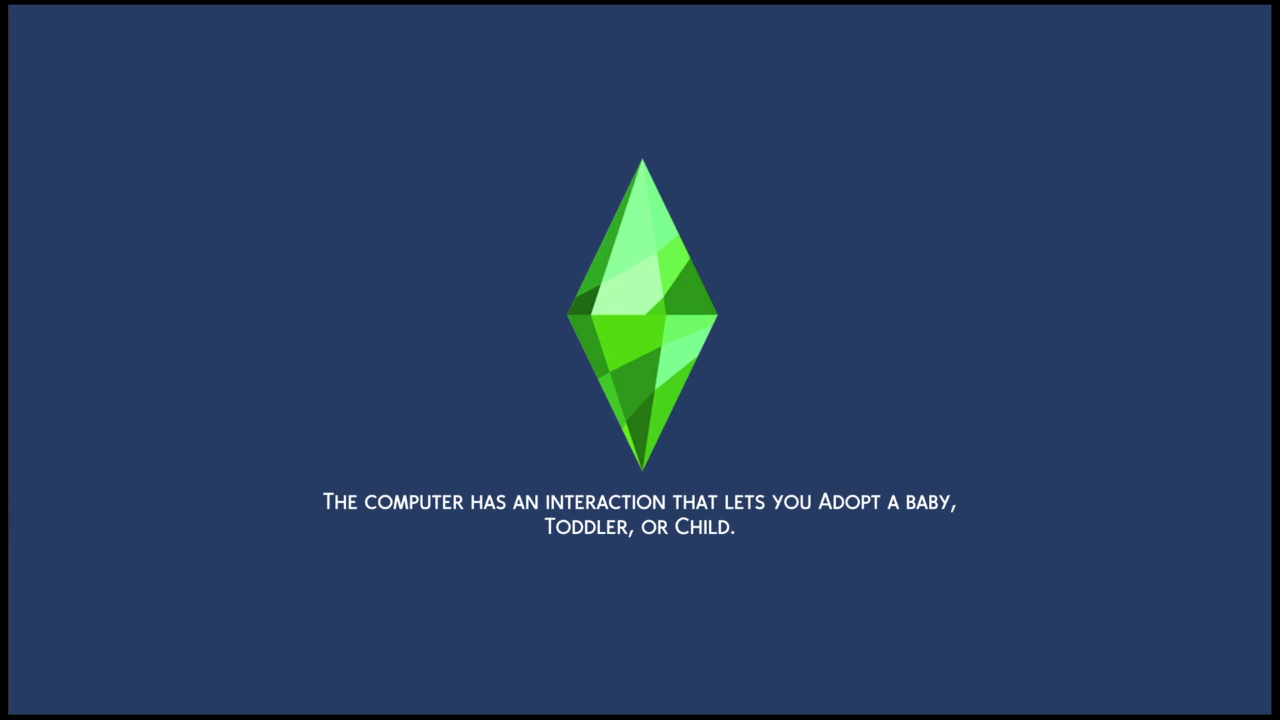 The computer has an interaction that lets you Adopt a baby,
Toddler, or Child.